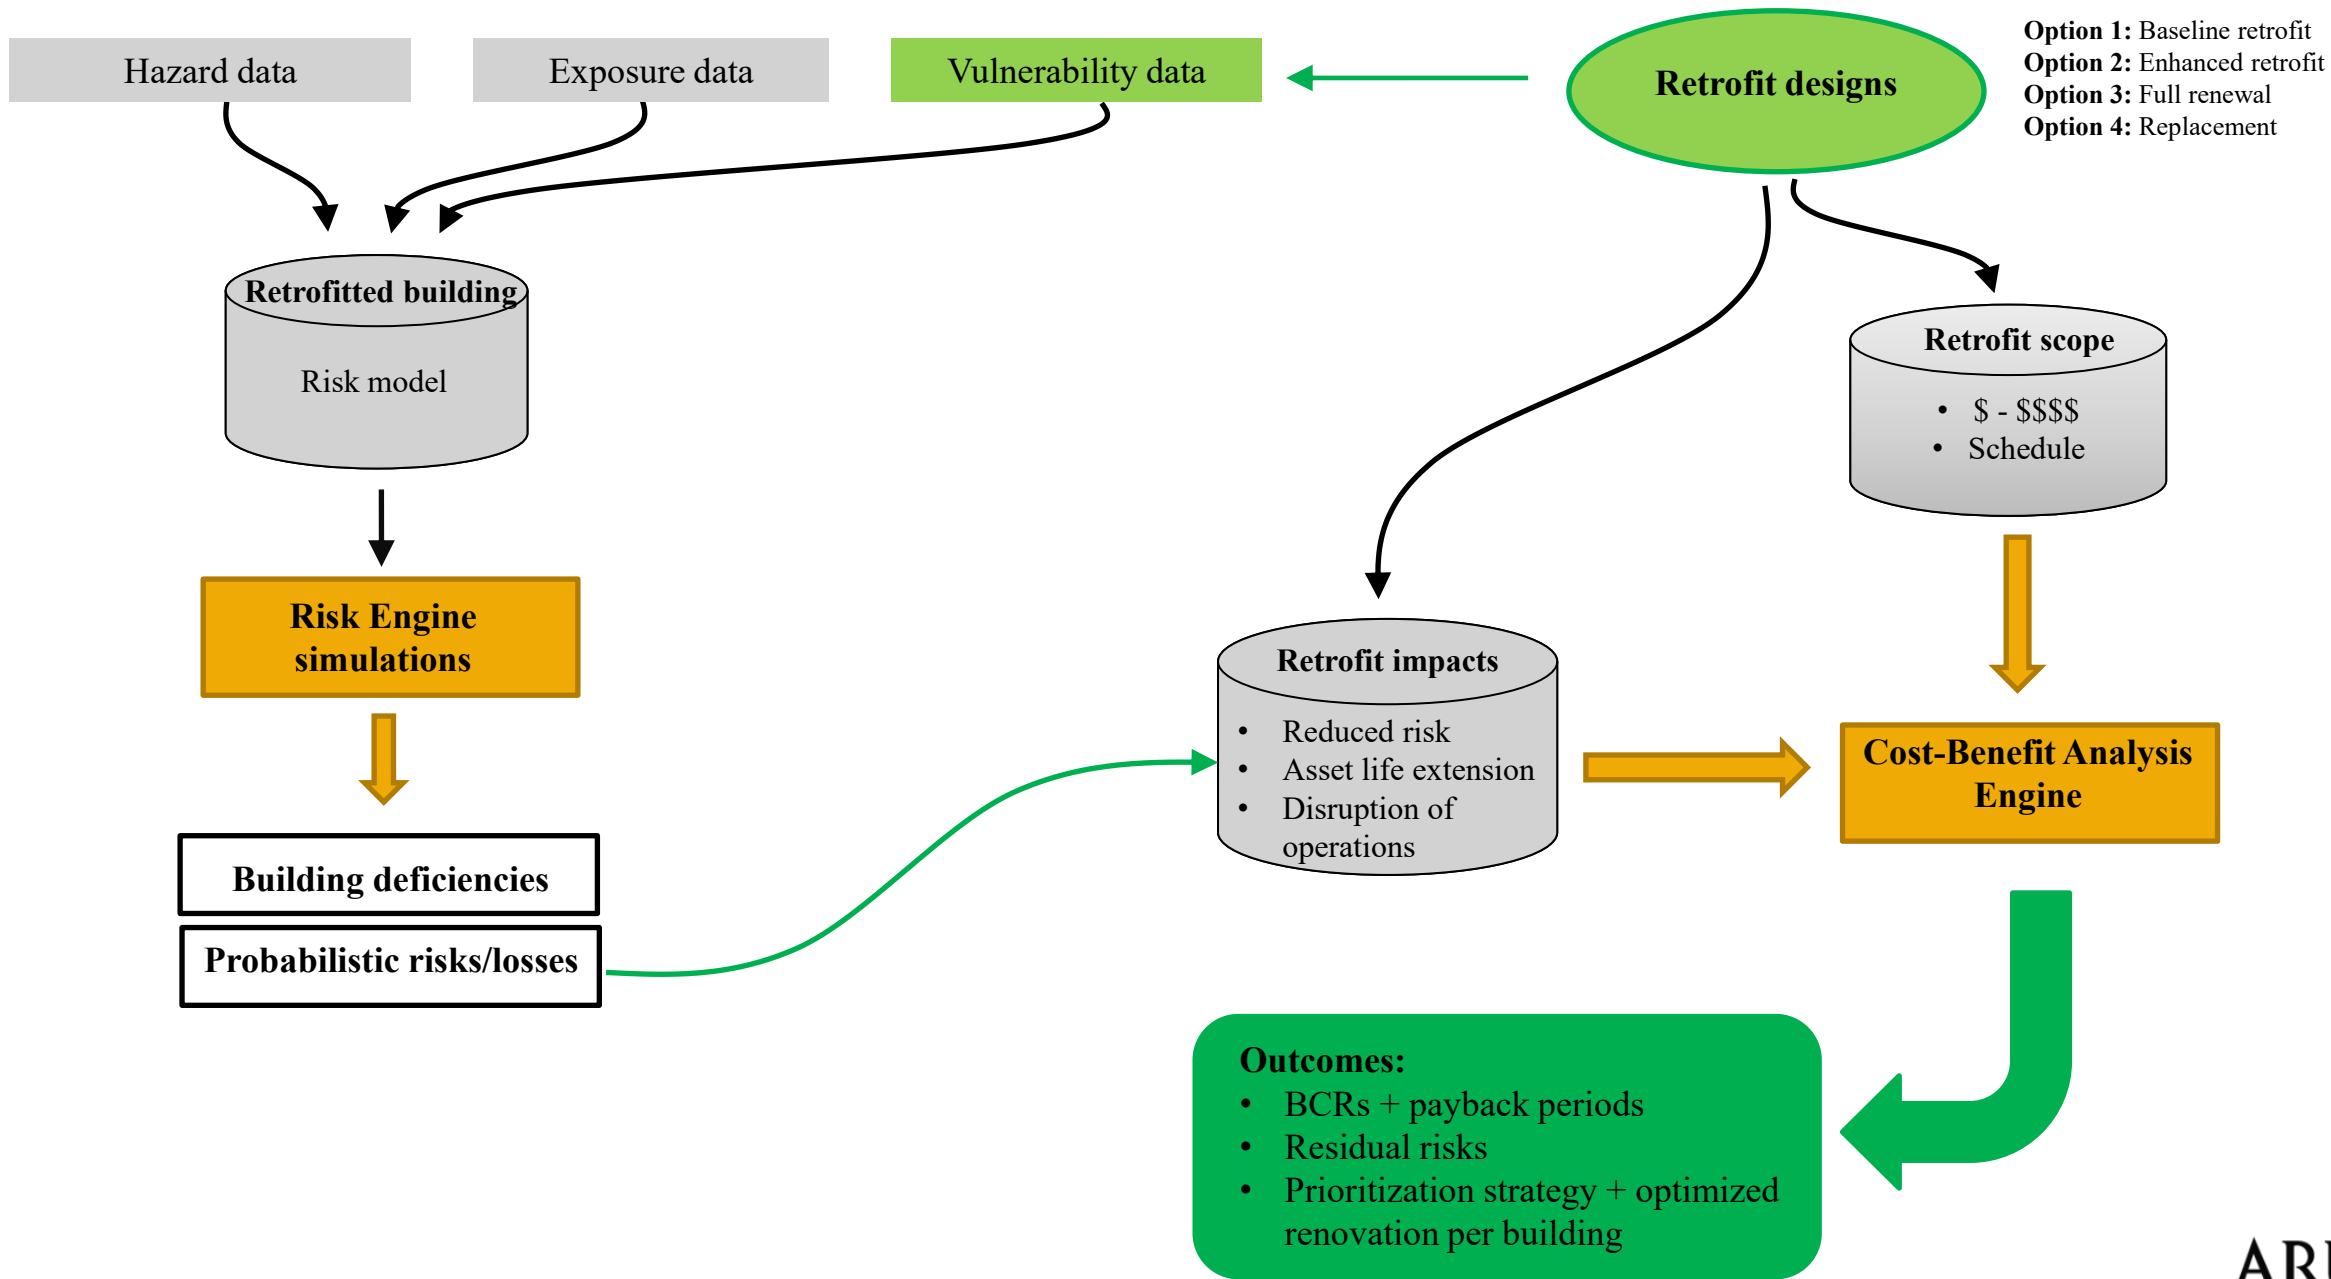 Hazard data
Exposure data
Vulnerability data
Retrofit designs
Option 1: Baseline retrofit
Option 2: Enhanced retrofit
Option 3: Full renewal
Option 4: Replacement
Retrofitted building
Risk model
Retrofit scope
• $ - $$$$
• Schedule
Risk Engine
simulations
Retrofit impacts
• Reduced risk
• Asset life extension
• Disruption of
operations
Cost-Benefit Analysis
Engine
Building deficiencies
Probabilistic risks/losses
Outcomes:
• BCRs + payback periods
• Residual risks
• Prioritization strategy + optimized
renovation per building